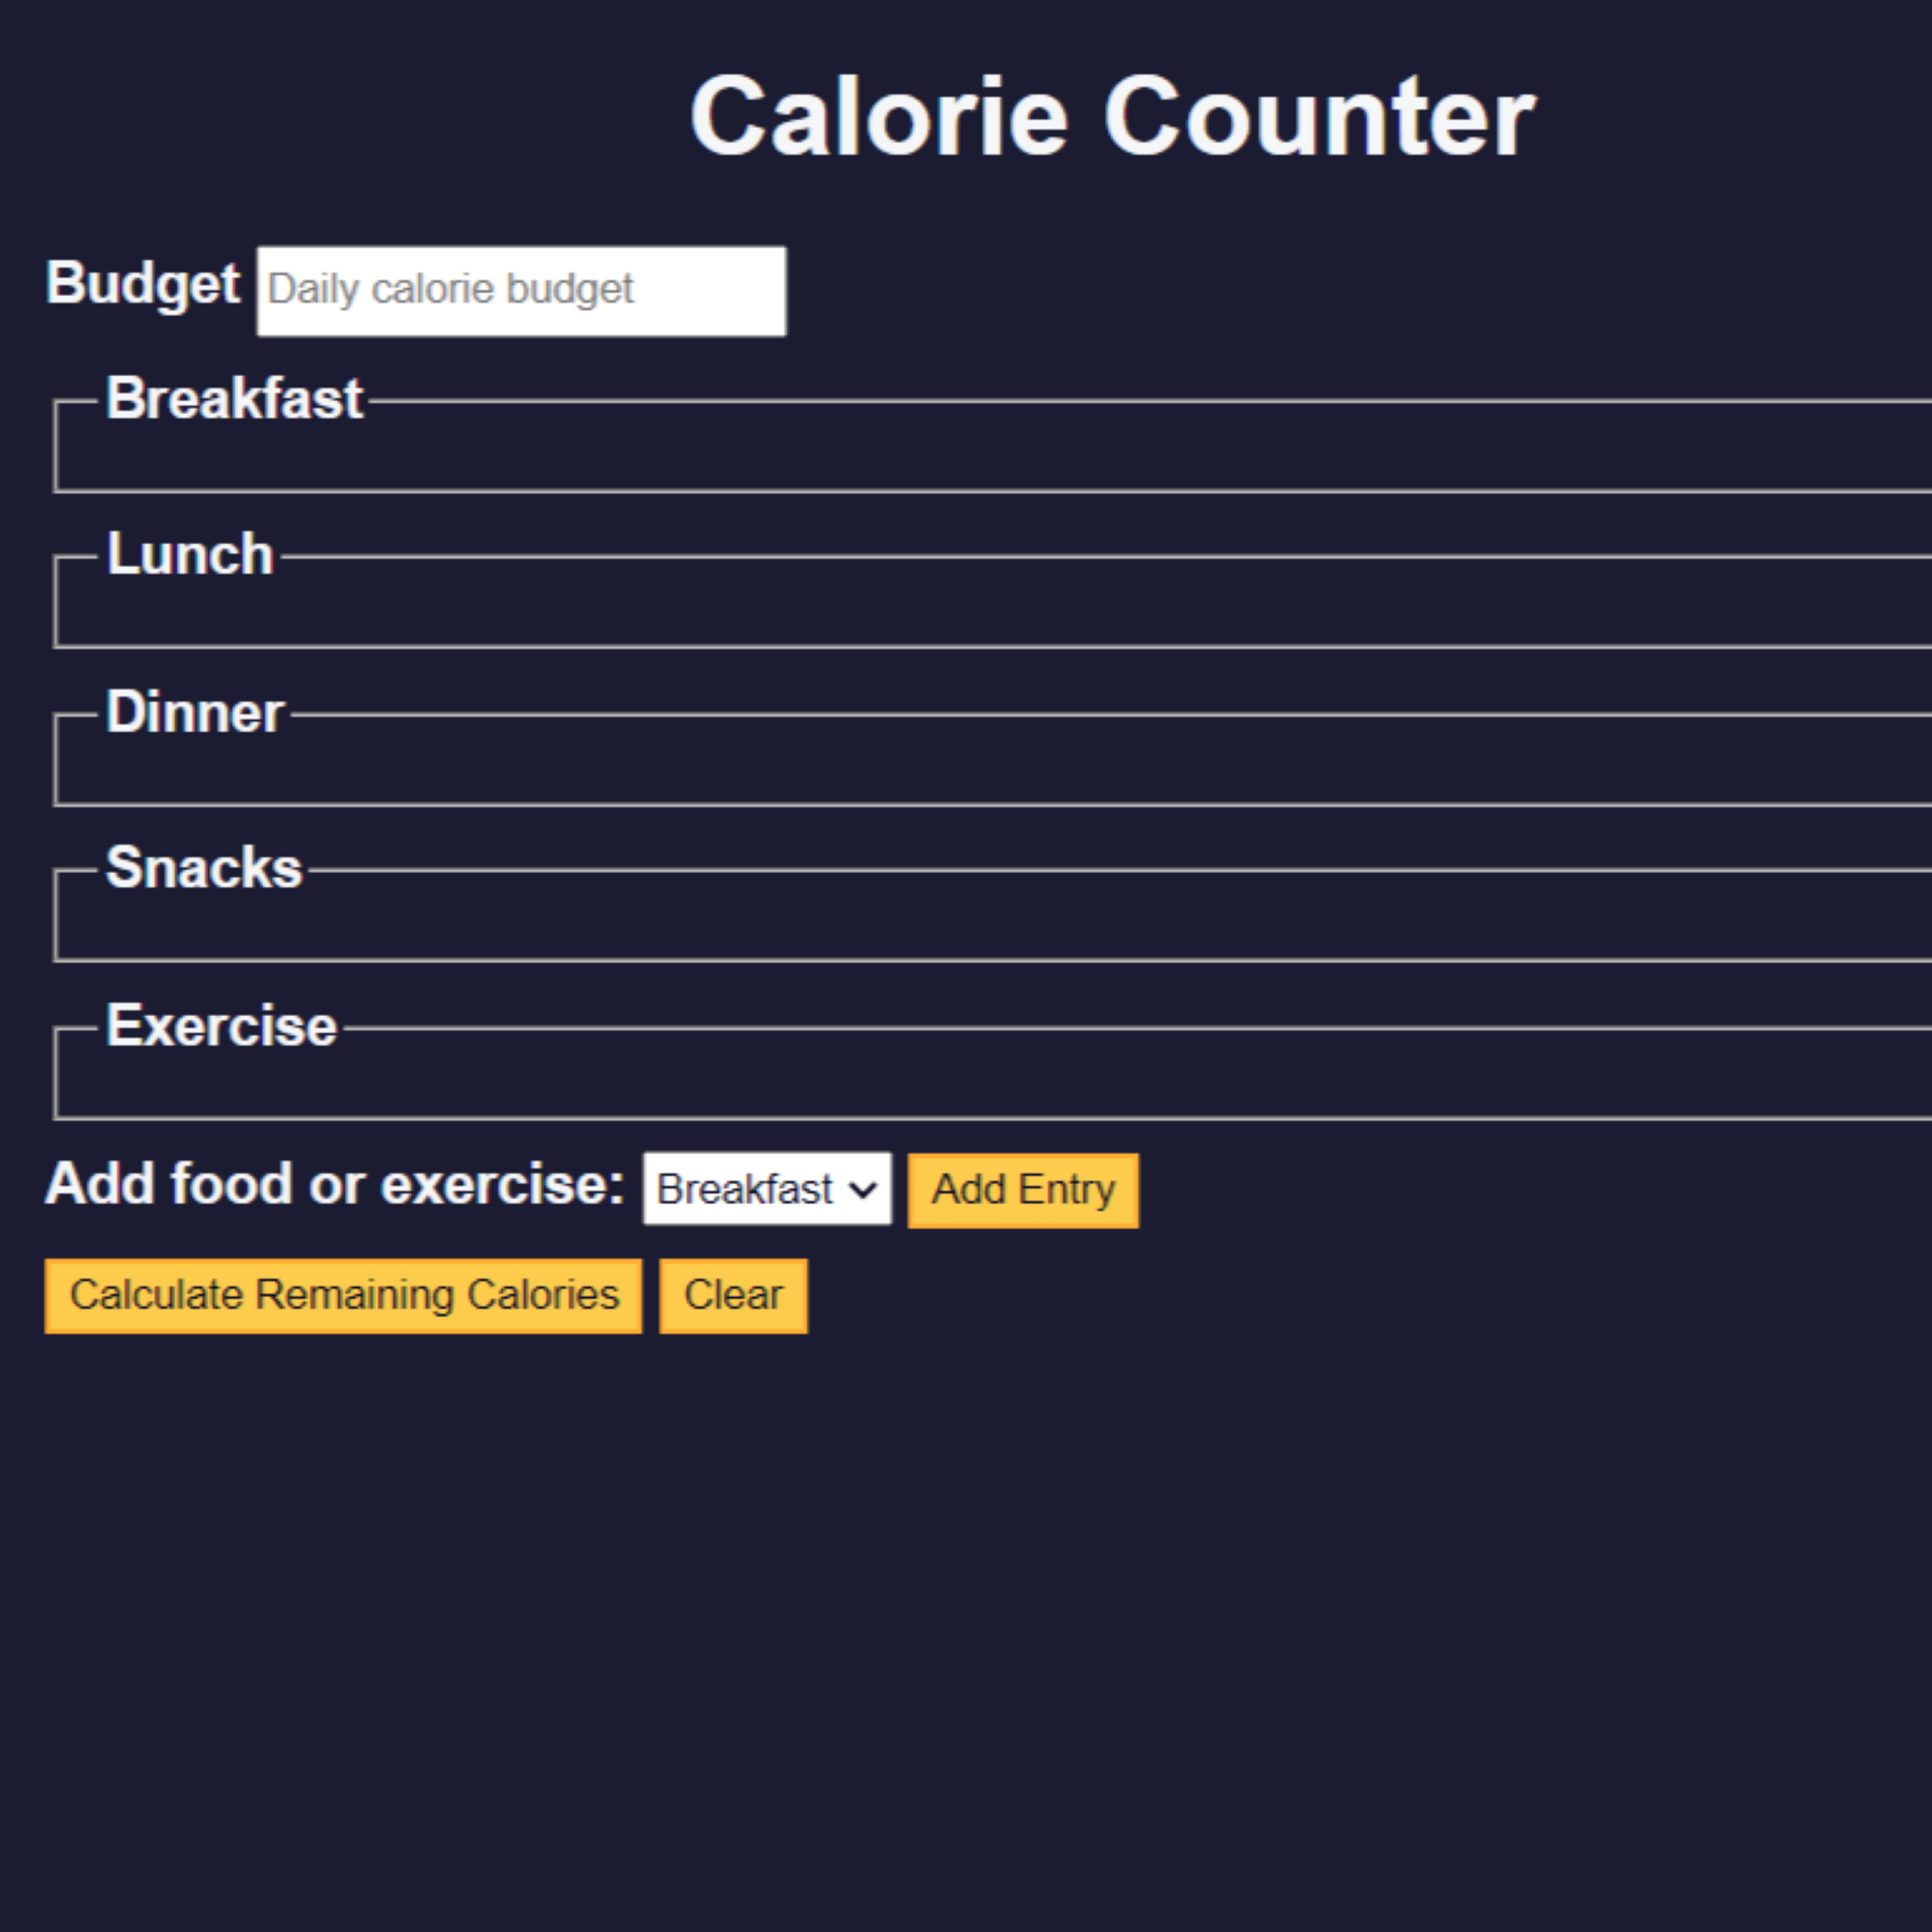 Calorie Counter
Budget Daily calorie budget
Breakfast
Lunch
Dinner
Snacks
Exercise
Add food or exercise: Breakfast Add Entry
Calculate Remaining Calories Clear